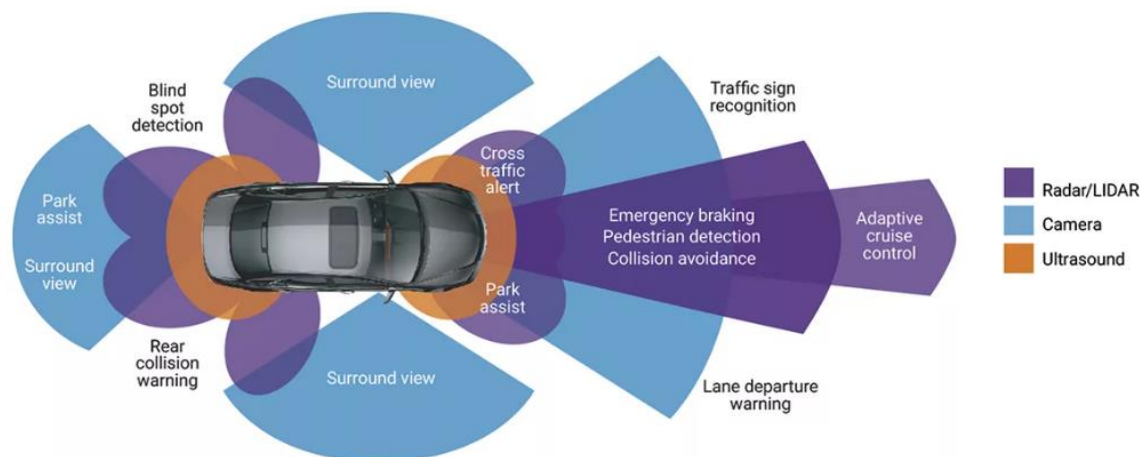 Surround view
Blind
spot
detection
Traffic sign
recognition
Cross
traffic
alert
Park
assist
Surround
view
Emergency braking
Pedestrian detection
Collision avoidance
Adaptive
cruise
control
Radar/LIDAR
Camera
Ultrasound
Park
assist
Rear
collision
warning
Surround view
Lane departure
warning